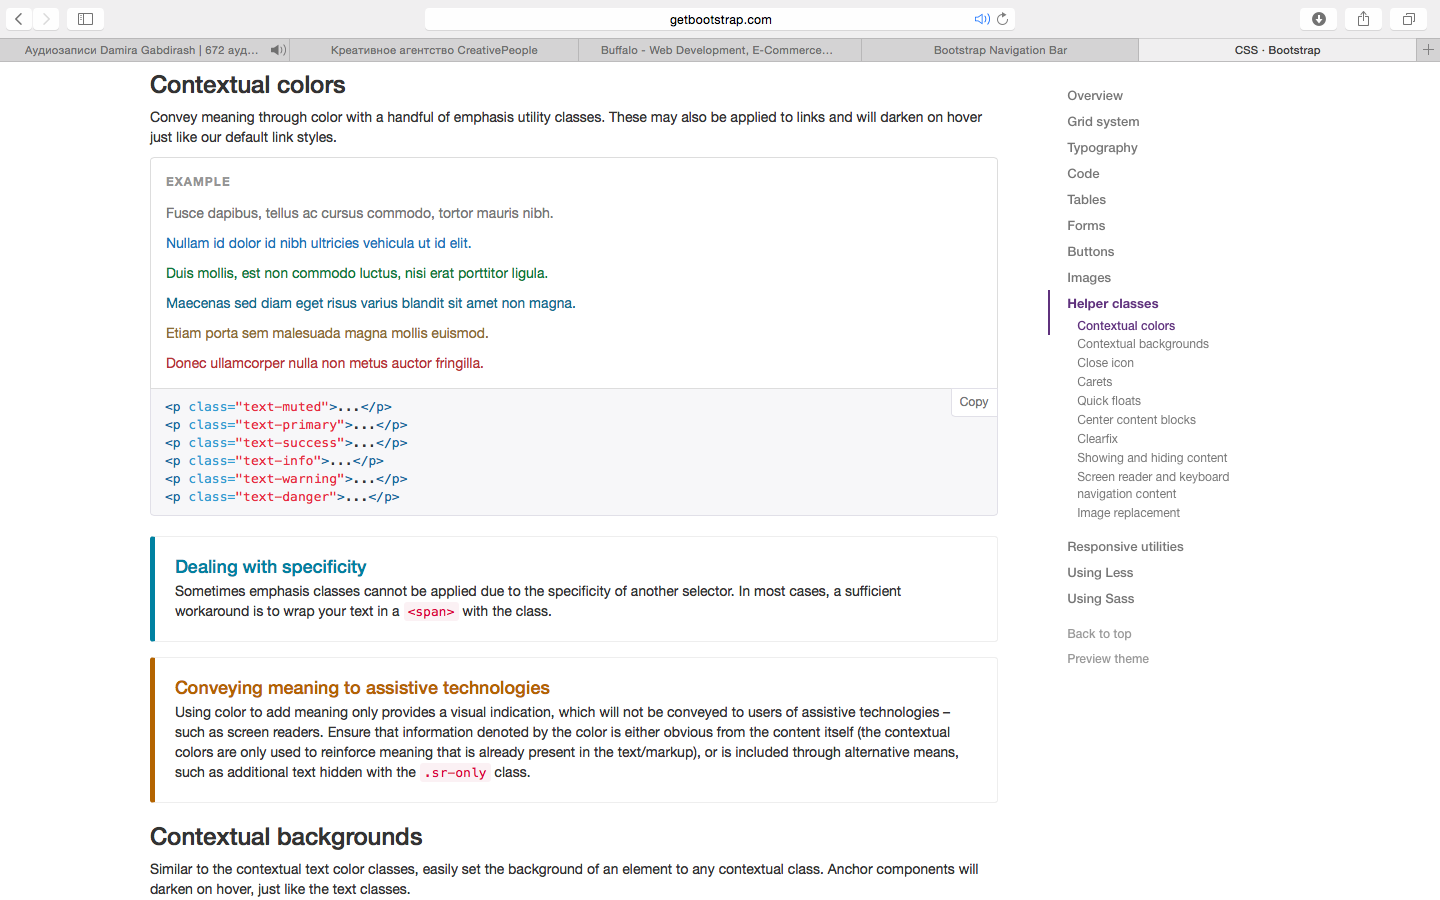 getbootstrap.com
Аудиозаписи Damira Gabdirash | 672 ауд…
Креативное агентство CreativePeople
Buffalo - Web Development, E-Commerce…
Bootstrap Navigation Bar
CSS · Bootstrap
Contextual colors
Convey meaning through color with a handful of emphasis utility classes. These may also be applied to links and will darken on hover
just like our default link styles.
EXAMPLE
Fusce dapibus, tellus ac cursus commodo, tortor mauris nibh.
Nullam id dolor id nibh ultricies vehicula ut id elit.
Duis mollis, est non commodo luctus, nisi erat porttitor ligula.
Maecenas sed diam eget risus varius blandit sit amet non magna.
Etiam porta sem malesuada magna mollis euismod.
Donec ullamcorper nulla non metus auctor fringilla.
Copy
<p class="text-muted">...</p>
<p class="text-primary">...</p>
<p class="text-success">...</p>
<p class="text-info">...</p>
<p class="text-warning">...</p>
<p class="text-danger">...</p>
Dealing with specificity
Sometimes emphasis classes cannot be applied due to the specificity of another selector. In most cases, a sufficient
workaround is to wrap your text in a <span> with the class.
Conveying meaning to assistive technologies
Using color to add meaning only provides a visual indication, which will not be conveyed to users of assistive technologies –
such as screen readers. Ensure that information denoted by the color is either obvious from the content itself (the contextual
colors are only used to reinforce meaning that is already present in the text/markup), or is included through alternative means,
such as additional text hidden with the .sr-only class.
Contextual backgrounds
Similar to the contextual text color classes, easily set the background of an element to any contextual class. Anchor components will
darken on hover, just like the text classes.
Overview
Grid system
Typography
Code
Tables
Forms
Buttons
Images
Helper classes
Contextual colors
Contextual backgrounds
Close icon
Carets
Quick floats
Center content blocks
Clearfix
Showing and hiding content
Screen reader and keyboard
navigation content
Image replacement
Responsive utilities
Using Less
Using Sass
Back to top
Preview theme